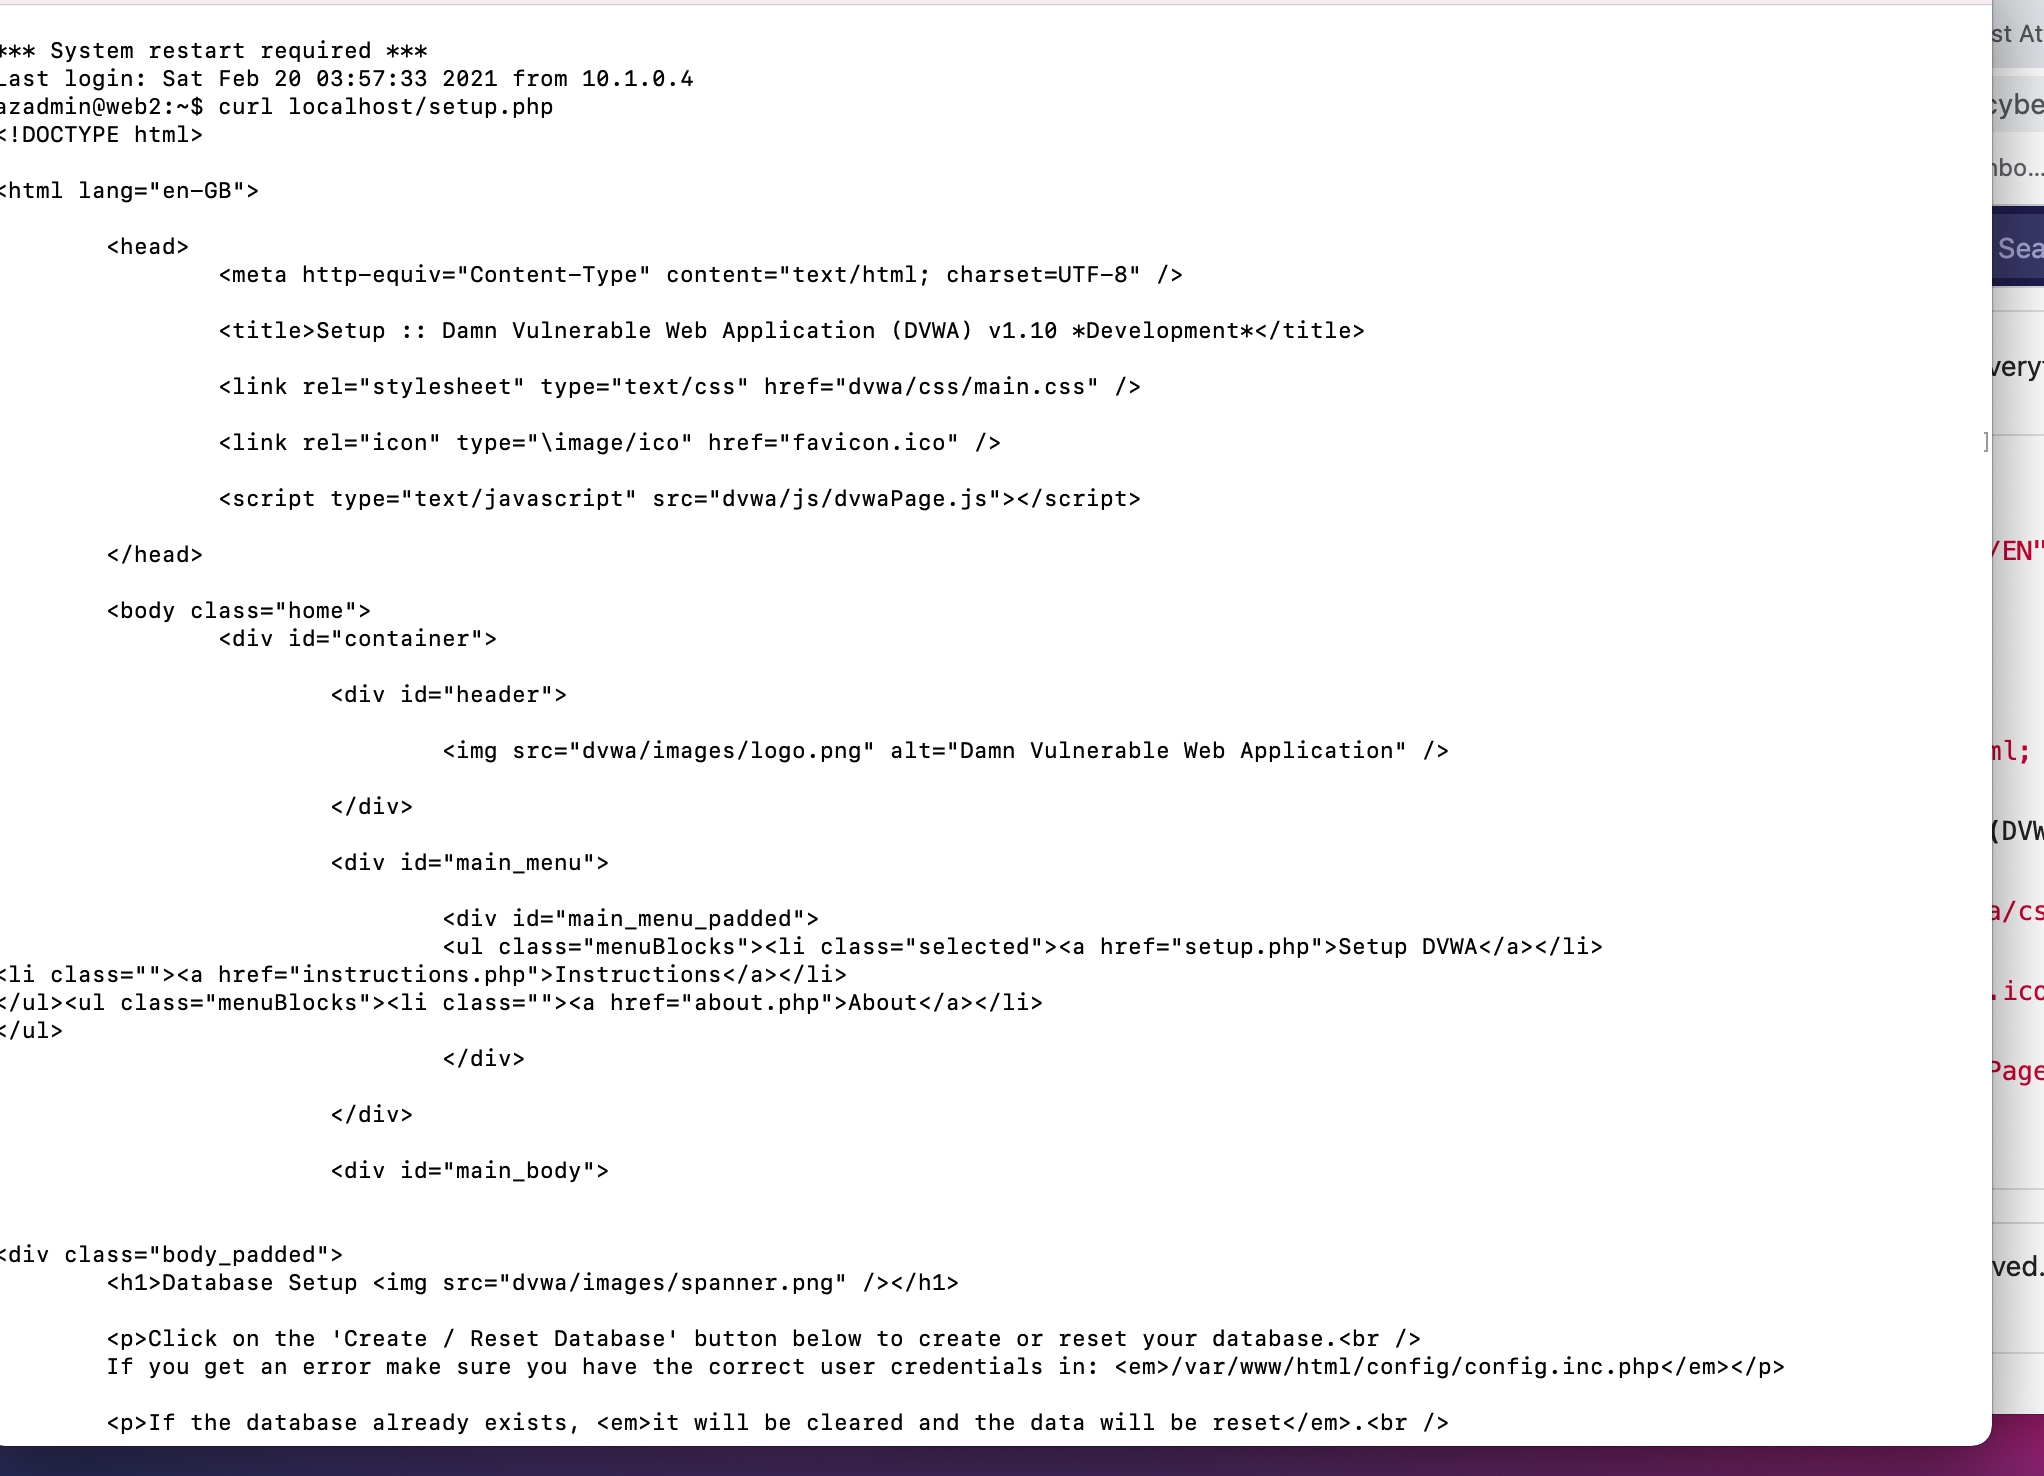 *** System restart required ***
Last login: Sat Feb 20 03:57:33 2021 from 10.1.0.4
azadmin@web2:~$ curl localhost/setup.php
<!DOCTYPE html>
<html lang="en-GB">
<head>
<meta http-equiv="Content-Type" content="text/html; charset=UTF-8" />
<title>Setup :: Damn Vulnerable Web Application (DVWA) v1.10 *Development*</title>
<link rel="stylesheet" type="text/css" href="dvwa/css/main.css" />
<link rel="icon" type="\image/ico" href="favicon.ico" />
<script type="text/javascript" src="dvwa/js/dvwaPage.js"></script>
</head>
<body class="home">
<div id="container">
<div id="header">
<img src="dvwa/images/logo.png" alt="Damn Vulnerable Web Application" />
</div>
<div id="main_menu">
<div id="main_menu_padded">
<ul class="menuBlocks"><li class="selected"><a href="setup.php">Setup DVWA</a></li>
<li class=""><a href="instructions.php">Instructions</a></li>
</ul><ul class="menuBlocks"><li class=""><a href="about.php">About</a></li>
</ul>
</div>
</div>
<div id="main_body">
<div class="body_padded">
<h1>Database Setup <img src="dvwa/images/spanner.png" /></h1>
<p>Click on the 'Create / Reset Database' button below to create or reset your database.<br />
If you get an error make sure you have the correct user credentials in: <em>/var/www/html/config/config.inc.php</em></p>
<p>If the database already exists, <em>it will be cleared and the data will be reset</em>.<br />
]
st At
cybe
nbo...
Sea
very
/EN"
ml;
(DVW
a/cs
.ico
Page
ved.